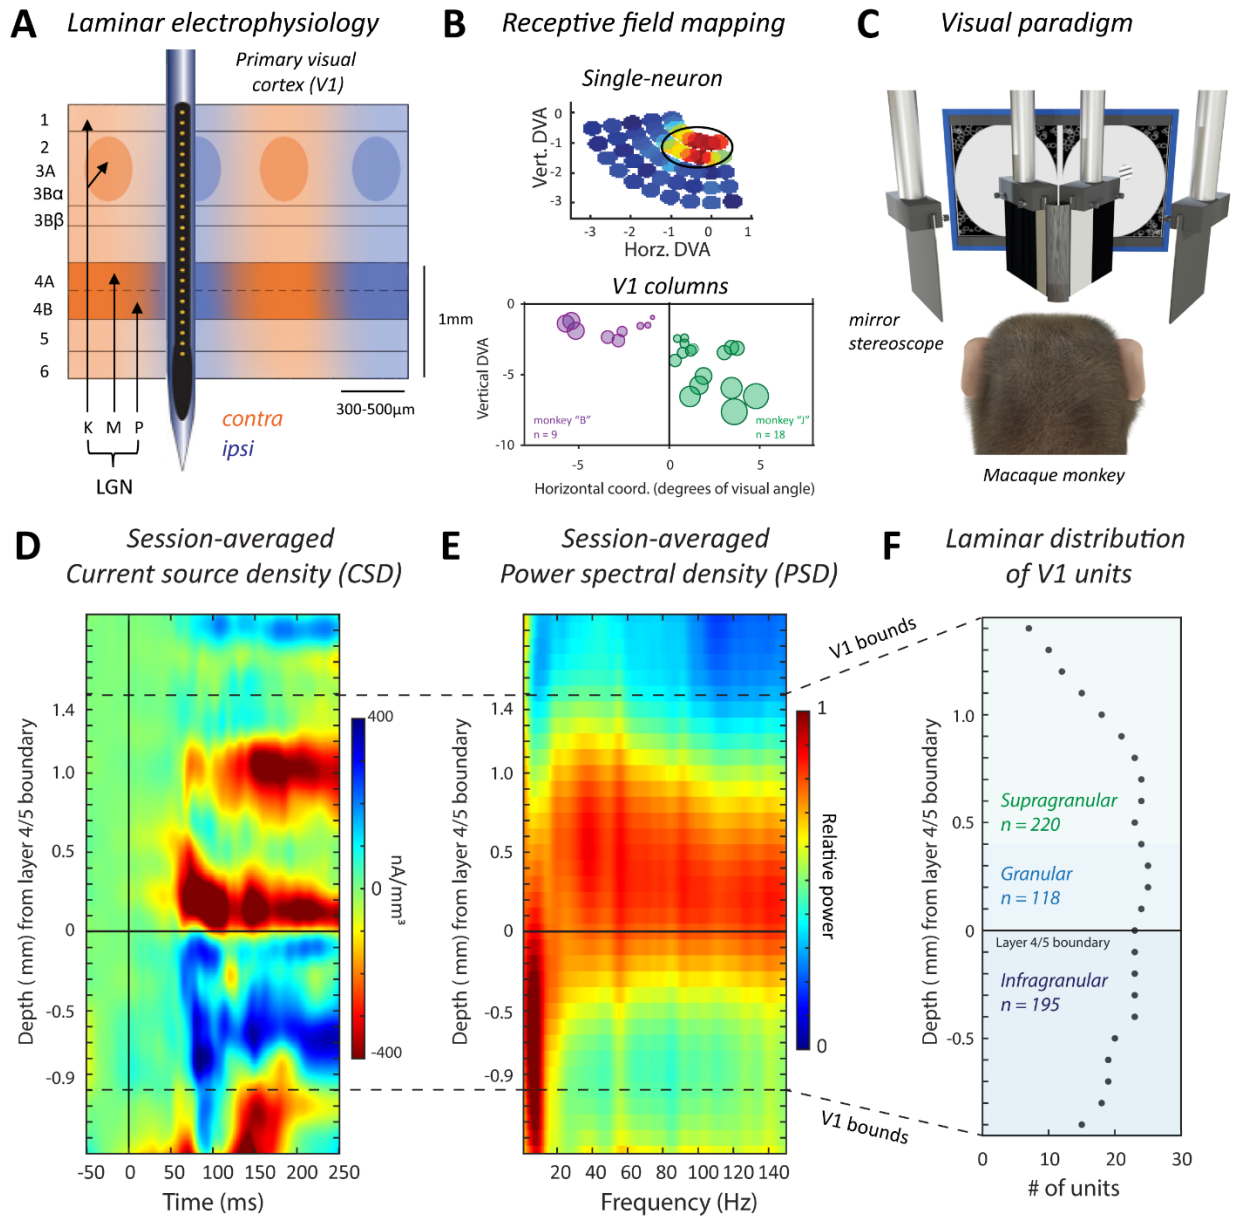 A Laminar electrophysiology
Primary visual
cortex (V1)
1
2
3A
3Bα
3Bβ
4A
4B
5
6
1mm
300-500μm
K M P
LGN
contra
ipsi
B Receptive field mapping
Single-neuron
Vert. DVA
0
-1
-2
-3
-3 -2 -1 0 1
Horz. DVA
V1 columns
Vertical DVA
0
-5
-10
monkey "B"
n = 9
monkey "J"
n = 18
-5 0 5
Horizontal coord. (degrees of visual angle)
C Visual paradigm
mirror
stereoscope
Macaque monkey
D Session-averaged
Current source density (CSD)
Depth ( mm) from layer 4/5 boundary
1.4
1.0
0.5
0
-0.5
-0.9
-50 0 50 100 150 200 250
Time (ms)
400
0
-400
nA/mm³
E Session-averaged
Power spectral density (PSD)
Depth ( mm) from layer 4/5 boundary
1.4
1.0
0.5
0
-0.5
-0.9
20 40 60 80 100 120 140
Frequency (Hz)
1
0
Relative power
V1 bounds
V1 bounds
F Laminar distribution
of V1 units
Depth ( mm) from layer 4/5 boundary
1.0
0.5
0
-0.5
Supragranular
n = 220
Granular
n = 118
Layer 4/5 boundary
Infragranular
n = 195
0 10 20 30
# of units